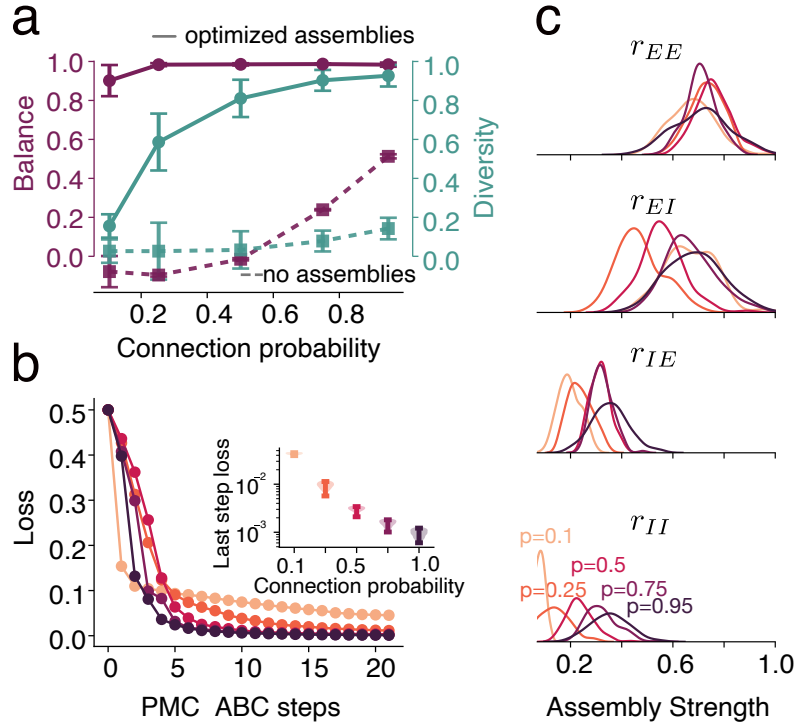 a
optimized assemblies
1.0
0.8
0.6
0.4
0.2
0.0
Balance
1.0
0.8
0.6
0.4
0.2
0.0
Diversity
no assemblies
0.2
0.4
0.6
0.8
Connection probability
b
0.5
0.4
0.3
0.2
0.1
0.0
Loss
0
5
10
15
20
PMC ABC steps
Last step loss
10⁻²
10⁻³
0.1
0.5
1.0
Connection probability
c
r_EE
r_EI
r_IE
r_II
p=0.1
p=0.5
p=0.25
p=0.75
p=0.95
0.2
0.6
1.0
Assembly Strength